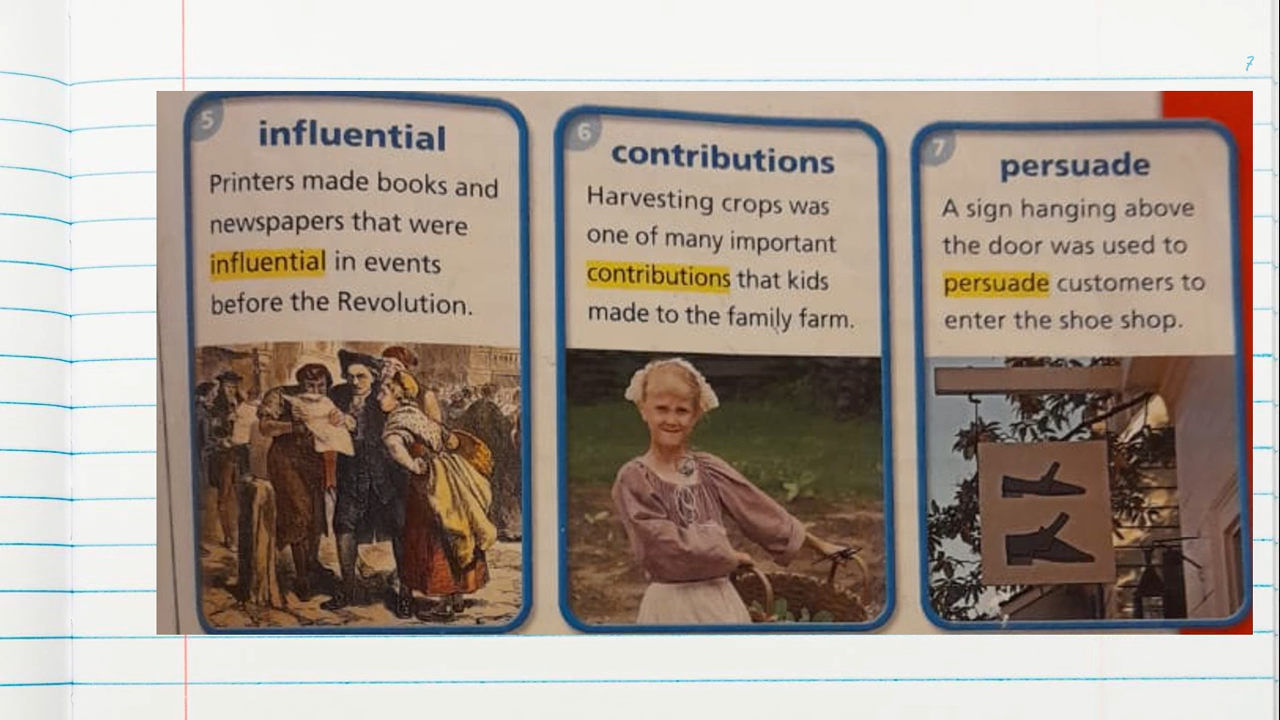 7
5
influential
Printers made books and
newspapers that were
influential in events
before the Revolution.
6
contributions
Harvesting crops was
one of many important
contributions that kids
made to the family farm.
7
persuade
A sign hanging above
the door was used to
persuade customers to
enter the shoe shop.